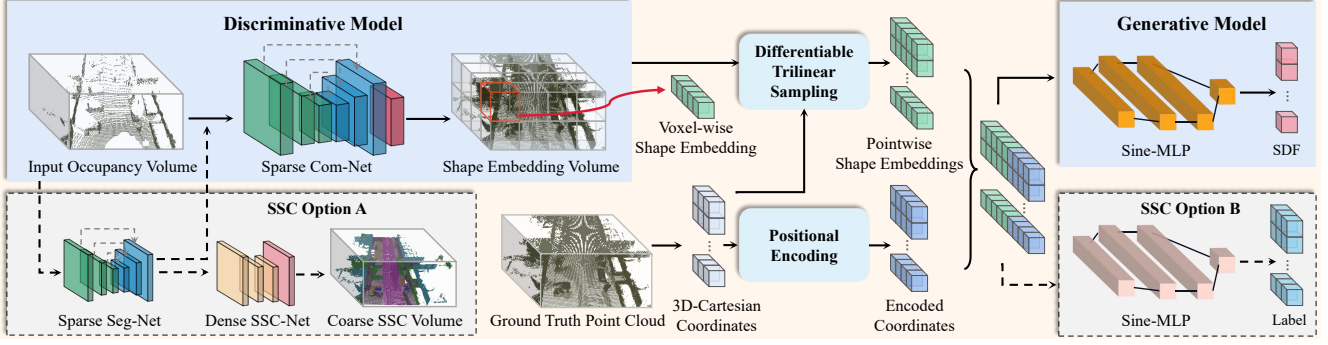 Discriminative Model
Input Occupancy Volume
Sparse Com-Net
Shape Embedding Volume
Voxel-wise
Shape Embedding
Differentiable
Trilinear
Sampling
Pointwise
Shape Embeddings
Generative Model
Sine-MLP
SDF
SSC Option A
Sparse Seg-Net
Dense SSC-Net
Coarse SSC Volume
Ground Truth Point Cloud
3D-Cartesian
Coordinates
Positional
Encoding
Encoded
Coordinates
SSC Option B
Sine-MLP
Label